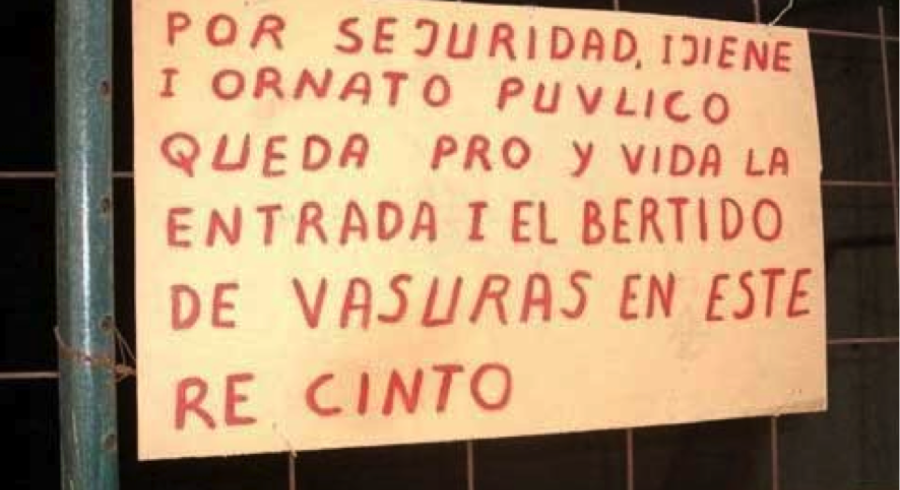 POR SEJURIDAD, IJIENE
I ORNATO PUVLICO
QUEDA PRO Y VIDA LA
ENTRADA I EL BERTIDO
DE VASURAS EN ESTE
RE CINTO